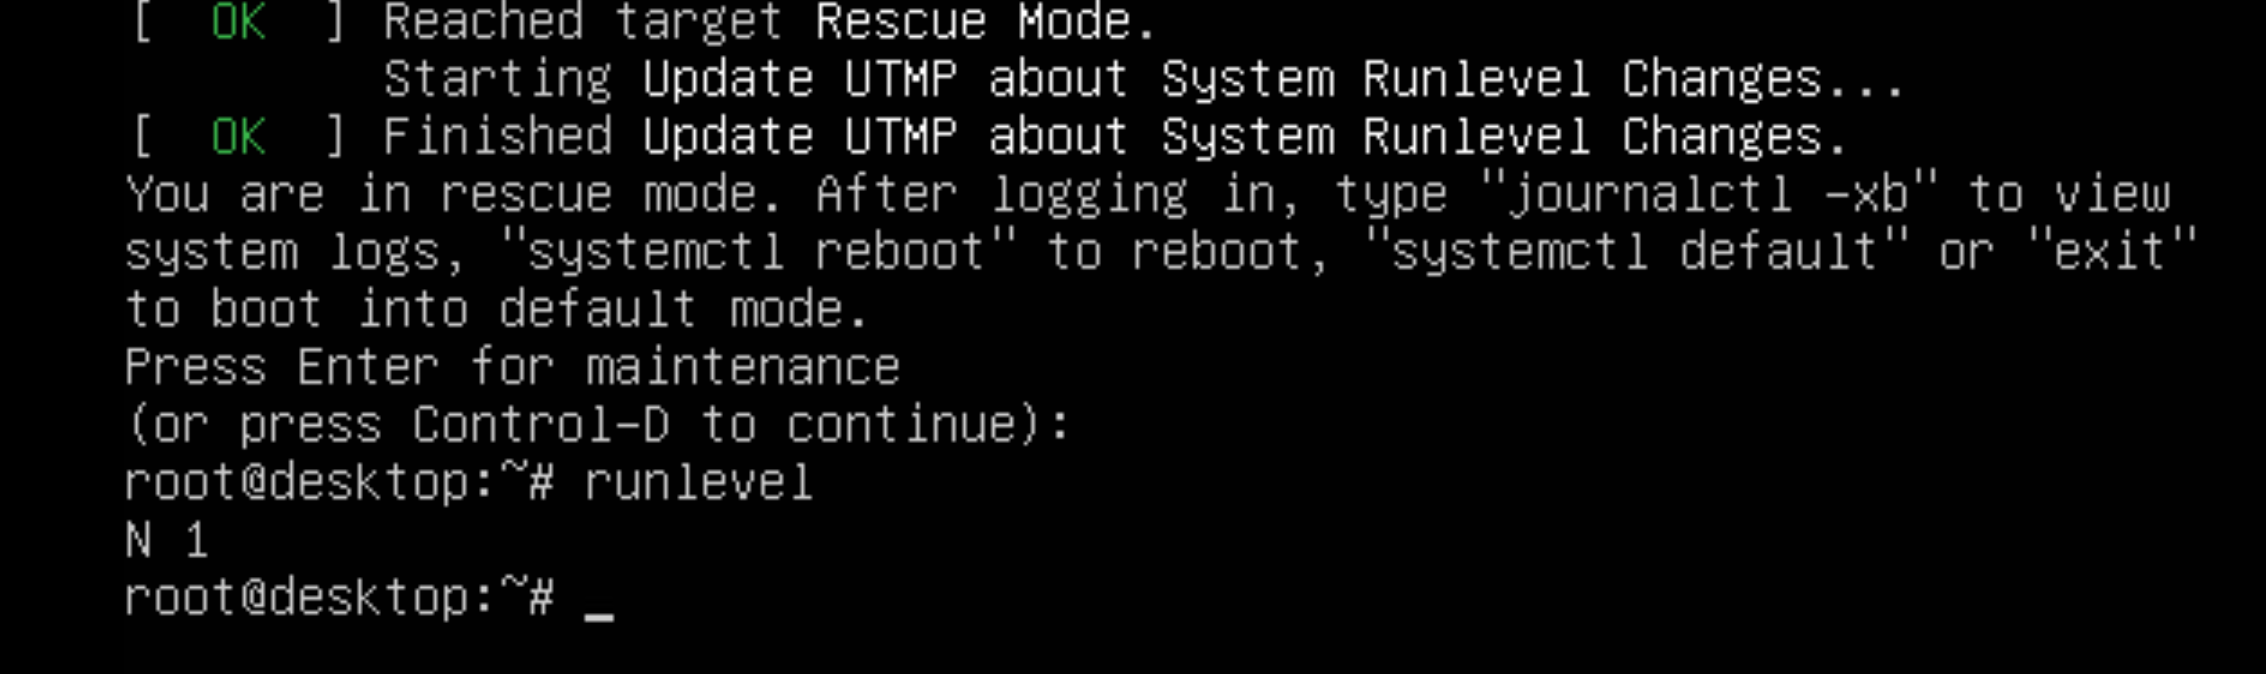 [  OK  ] Reached target Rescue Mode.
         Starting Update UTMP about System Runlevel Changes...
[  OK  ] Finished Update UTMP about System Runlevel Changes.
You are in rescue mode. After logging in, type "journalctl -xb" to view
system logs, "systemctl reboot" to reboot, "systemctl default" or "exit"
to boot into default mode.
Press Enter for maintenance
(or press Control-D to continue):
root@desktop:~# runlevel
N 1
root@desktop:~# _